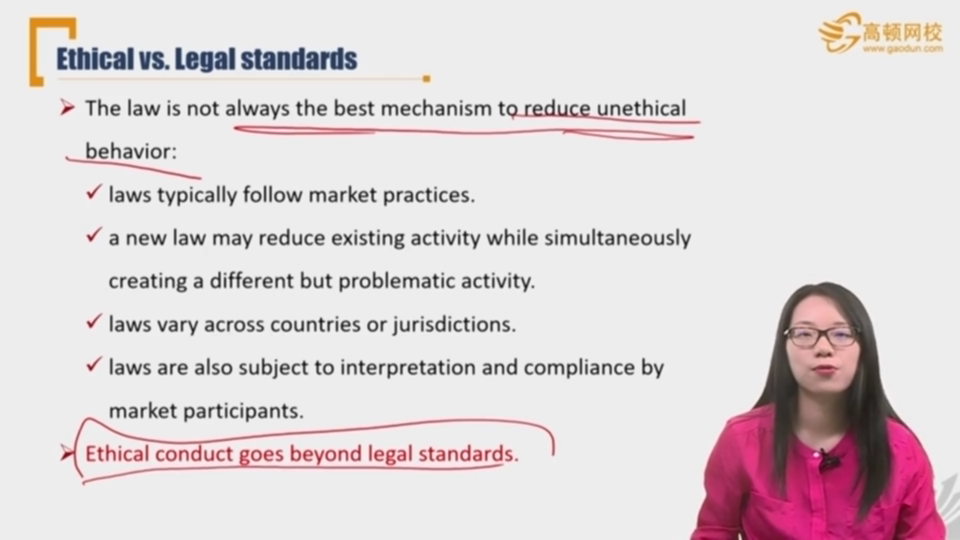 Ethical vs. Legal standards
高顿网校
www.gaodun.com
The law is not always the best mechanism to reduce unethical
behavior:
laws typically follow market practices.
a new law may reduce existing activity while simultaneously
creating a different but problematic activity.
laws vary across countries or jurisdictions.
laws are also subject to interpretation and compliance by
market participants.
Ethical conduct goes beyond legal standards.